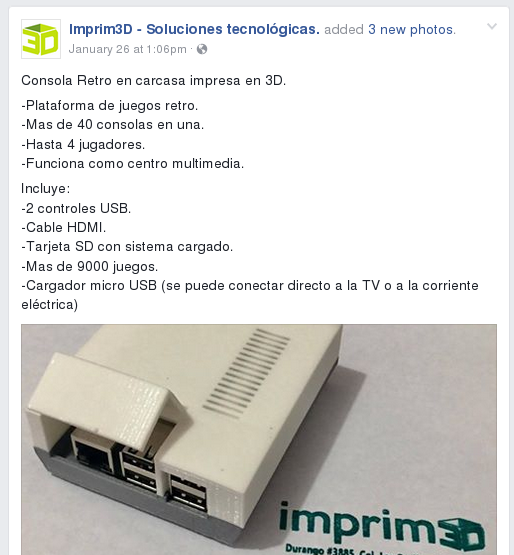 3D
Imprim3D - Soluciones tecnológicas. added 3 new photos.
January 26 at 1:06pm ·
Consola Retro en carcasa impresa en 3D.
-Plataforma de juegos retro.
-Mas de 40 consolas en una.
-Hasta 4 jugadores.
-Funciona como centro multimedia.
Incluye:
-2 controles USB.
-Cable HDMI.
-Tarjeta SD con sistema cargado.
-Mas de 9000 juegos.
-Cargador micro USB (se puede conectar directo a la TV o a la corriente
eléctrica)
imprim3D
Durango #3885,